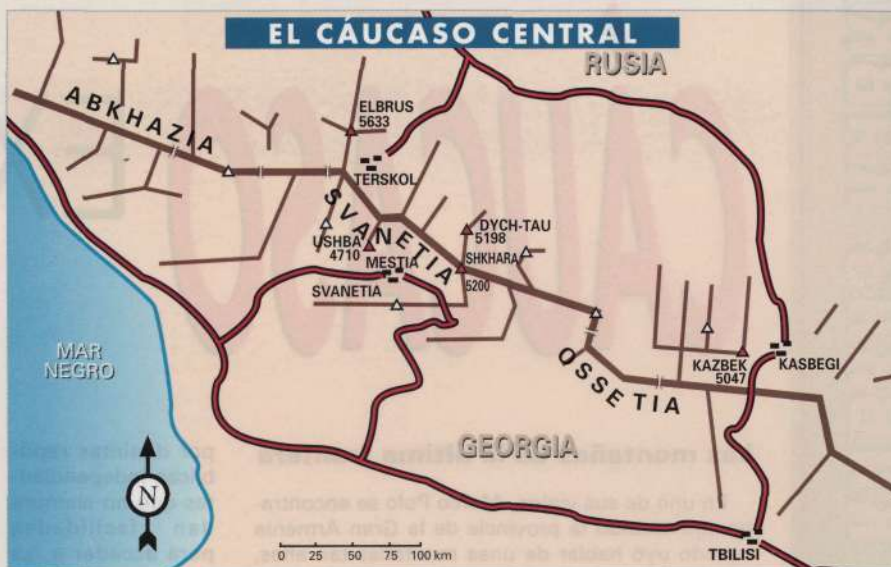 EL CÁUCASO CENTRAL
RUSIA
ABKHAZIA
ELBRUS
5633
TERSKOL
SVANETIA
DYCH-TAU
5198
USHBA
4710
SHKHARA
5200
MESTIA
SVANETIA
MAR
NEGRO
OSSETIA
KAZBEK
5047
KASBEGI
GEORGIA
N
0 25 50 75 100 km
TBILISI